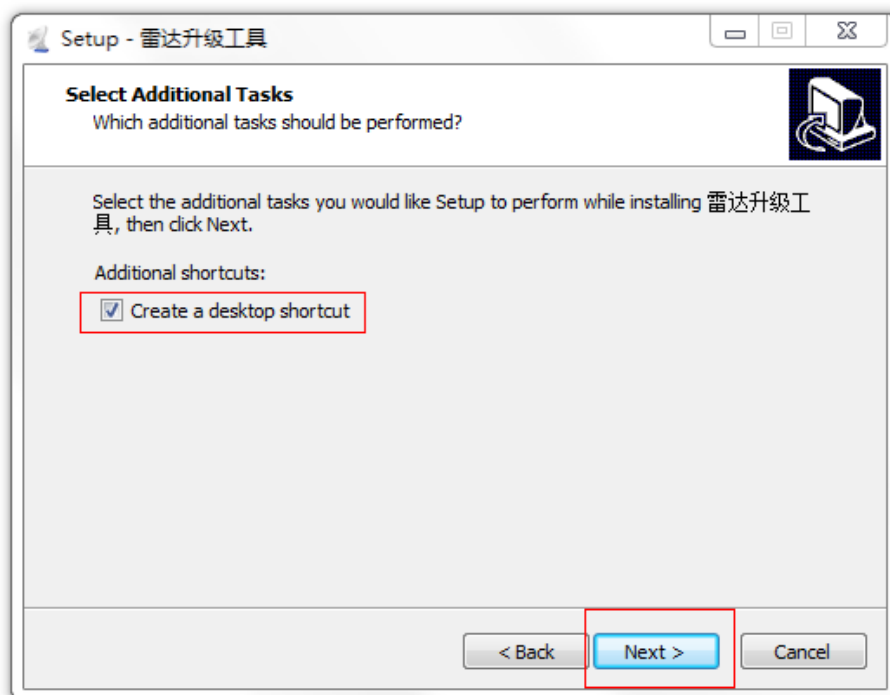 Setup - 雷达升级工具
Select Additional Tasks
Which additional tasks should be performed?
Select the additional tasks you would like Setup to perform while installing 雷达升级工
具, then click Next.
Additional shortcuts:
Create a desktop shortcut
< Back
Next >
Cancel